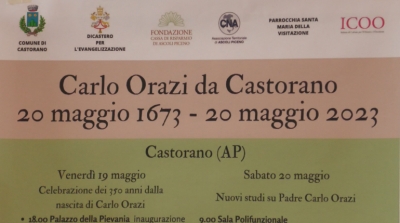 COMUNE DI
CASTORANO
DICASTERO
PER
L'EVANGELIZZAZIONE
FONDAZIONE
CASSA DI RISPARMIO
DI ASCOLI PICENO
CNA
PARROCCHIA SANTA
MARIA DELLA
VISITAZIONE
ICOO
Carlo Orazi da Castorano
20 maggio 1673 - 20 maggio 2023
Castorano (AP)
Venerdì 19 maggio
Celebrazione dei 350 anni dalla
nascita di Carlo Orazi
18.00 Palazzo della Pievania inaugurazione
Sabato 20 maggio
Nuovi studi su Padre Carlo Orazi
9.00 Sala Polifunzionale